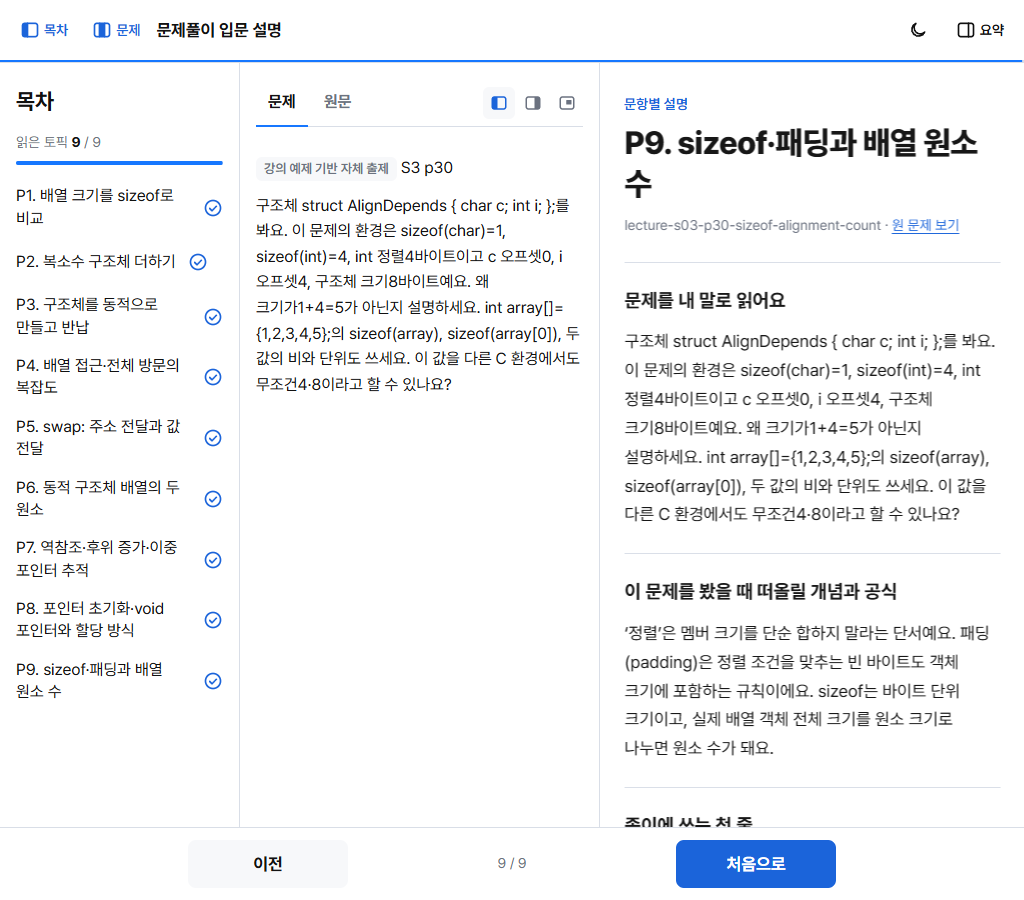 목차
문제
문제풀이 입문 설명
요약
목차
읽은 토픽 9 / 9
P1. 배열 크기를 sizeof로
비교
P2. 복소수 구조체 더하기
P3. 구조체를 동적으로
만들고 반납
P4. 배열 접근·전체 방문의
복잡도
P5. swap: 주소 전달과 값
전달
P6. 동적 구조체 배열의 두
원소
P7. 역참조·후위 증가·이중
포인터 추적
P8. 포인터 초기화·void
포인터와 할당 방식
P9. sizeof·패딩과 배열
원소 수
문제
원문
강의 예제 기반 자체 출제 S3 p30
구조체 struct AlignDepends { char c; int i; };를
봐요. 이 문제의 환경은 sizeof(char)=1,
sizeof(int)=4, int 정렬4바이트이고 c 오프셋0, i
오프셋4, 구조체 크기8바이트예요. 왜
크기가1+4=5가 아닌지 설명하세요. int array[]=
{1,2,3,4,5};의 sizeof(array), sizeof(array[0]), 두
값의 비와 단위도 쓰세요. 이 값을 다른 C 환경에서도
무조건4·8이라고 할 수 있나요?
문항별 설명
P9. sizeof·패딩과 배열 원소
수
lecture-s03-p30-sizeof-alignment-count · 원 문제 보기
문제를 내 말로 읽어요
구조체 struct AlignDepends { char c; int i; };를 봐요.
이 문제의 환경은 sizeof(char)=1, sizeof(int)=4, int
정렬4바이트이고 c 오프셋0, i 오프셋4, 구조체
크기8바이트예요. 왜 크기가1+4=5가 아닌지
설명하세요. int array[]={1,2,3,4,5};의 sizeof(array),
sizeof(array[0]), 두 값의 비와 단위도 쓰세요. 이 값을
다른 C 환경에서도 무조건4·8이라고 할 수 있나요?
이 문제를 봤을 때 떠올릴 개념과 공식
‘정렬’은 멤버 크기를 단순 합하지 말라는 단서예요. 패딩
(padding)은 정렬 조건을 맞추는 빈 바이트도 객체
크기에 포함하는 규칙이에요. sizeof는 바이트 단위
크기이고, 실제 배열 객체 전체 크기를 원소 크기로
나누면 원소 수가 돼요.
종이에 쓰는 첫 줄
이전
9 / 9
처음으로